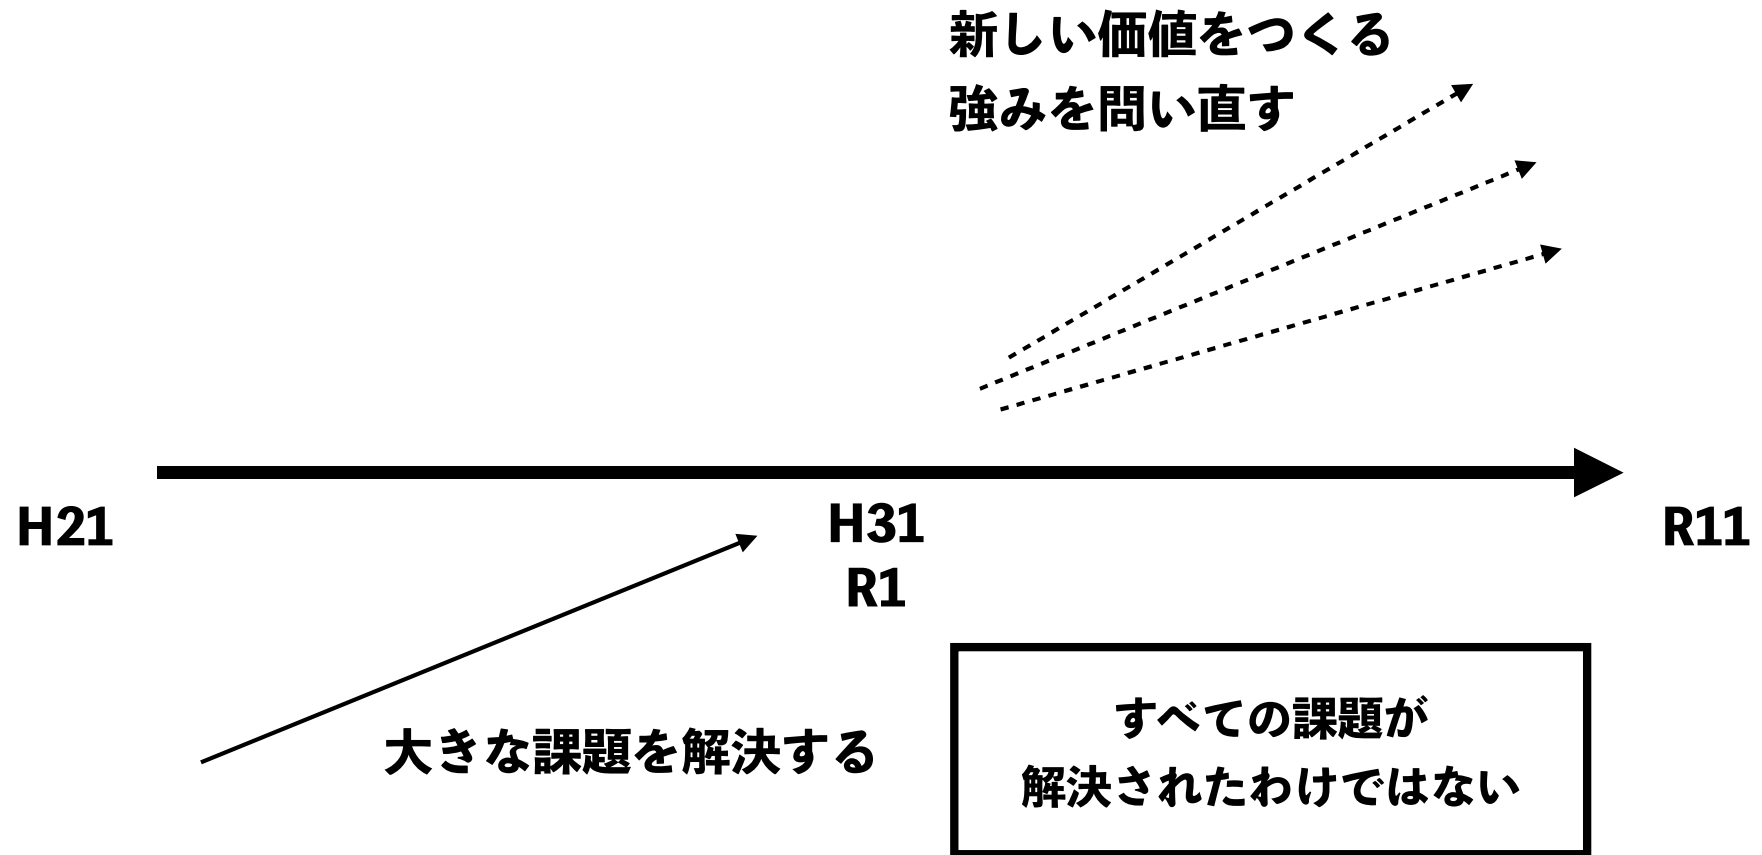 新しい価値をつくる
強みを問い直す
H21
H31
R1
R11
大きな課題を解決する
すべての課題が
解決されたわけではない